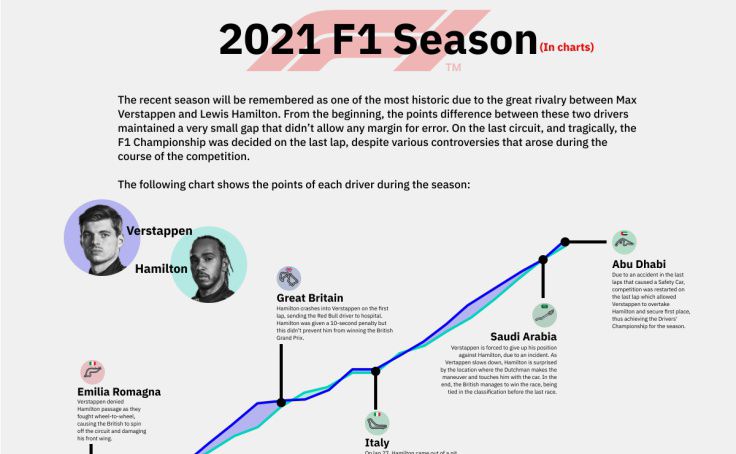 2021 F1 Season
(In charts)
TM
The recent season will be remembered as one of the most historic due to the great rivalry between Max
Verstappen and Lewis Hamilton. From the beginning, the points difference between these two drivers
maintained a very small gap that didn't allow any margin for error. On the last circuit, and tragically, the
F1 Championship was decided on the last lap, despite various controversies that arose during the
course of the competition.
The following chart shows the points of each driver during the season:
Verstappen
Hamilton
Abu Dhabi
Due to an accident in the last
laps that caused a Safety Car,
competition was restarted on
the last lap which allowed
Verstappen to overtake
Hamilton and secure first place,
thus achieving the Drivers'
Championship for the season.
Great Britain
Hamilton crashes into Verstappen on the first
lap, sending the Red Bull driver to hospital.
Hamilton was given a 10-second penalty but
this didn't prevent him from winning the British
Grand Prix.
Saudi Arabia
Verstappen is forced to give up his position
against Hamilton, due to an incident. As
Vertappen slows down, Hamilton is surprised
by the location where the Dutchman makes the
maneuver and touches him with the car. In the
end, the British manages to win the race, being
tied in the classification before the last race.
Emilia Romagna
Verstappen denied
Hamilton passage as they
fought wheel-to-wheel,
causing the British to spin
off the circuit and damaging
his front wing.
Italy